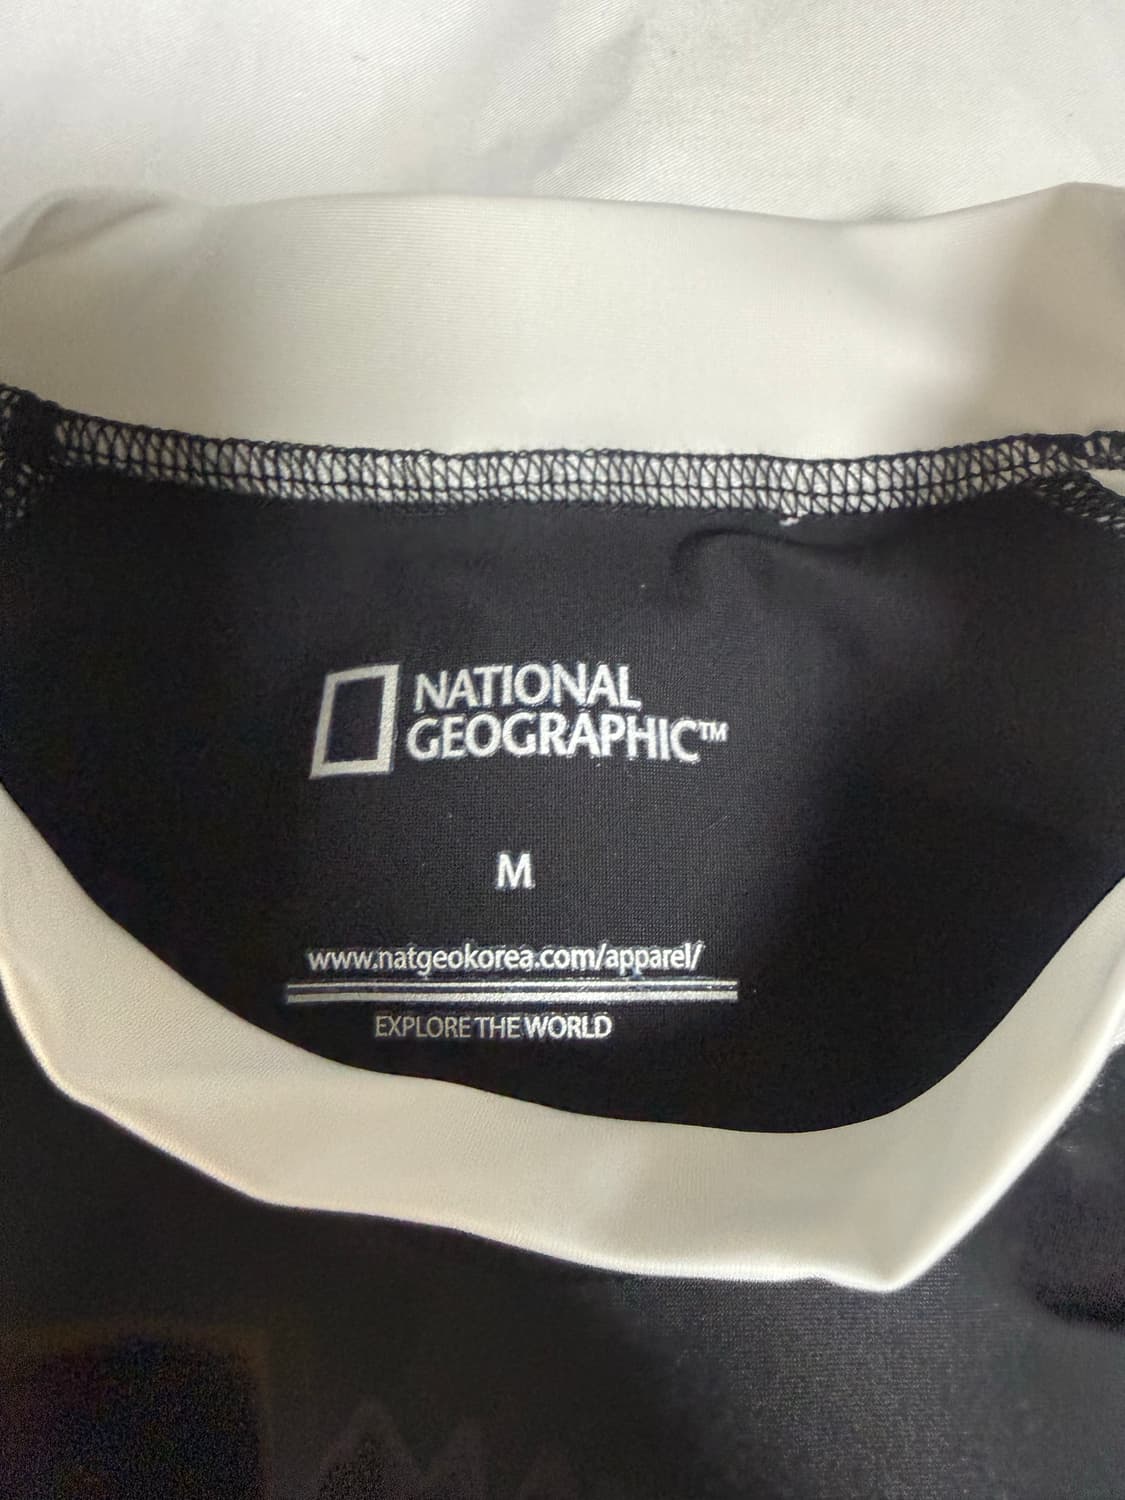 NATIONAL
GEOGRAPHIC™
M
www.natgeokorea.com/apparel/
EXPLORE THE WORLD